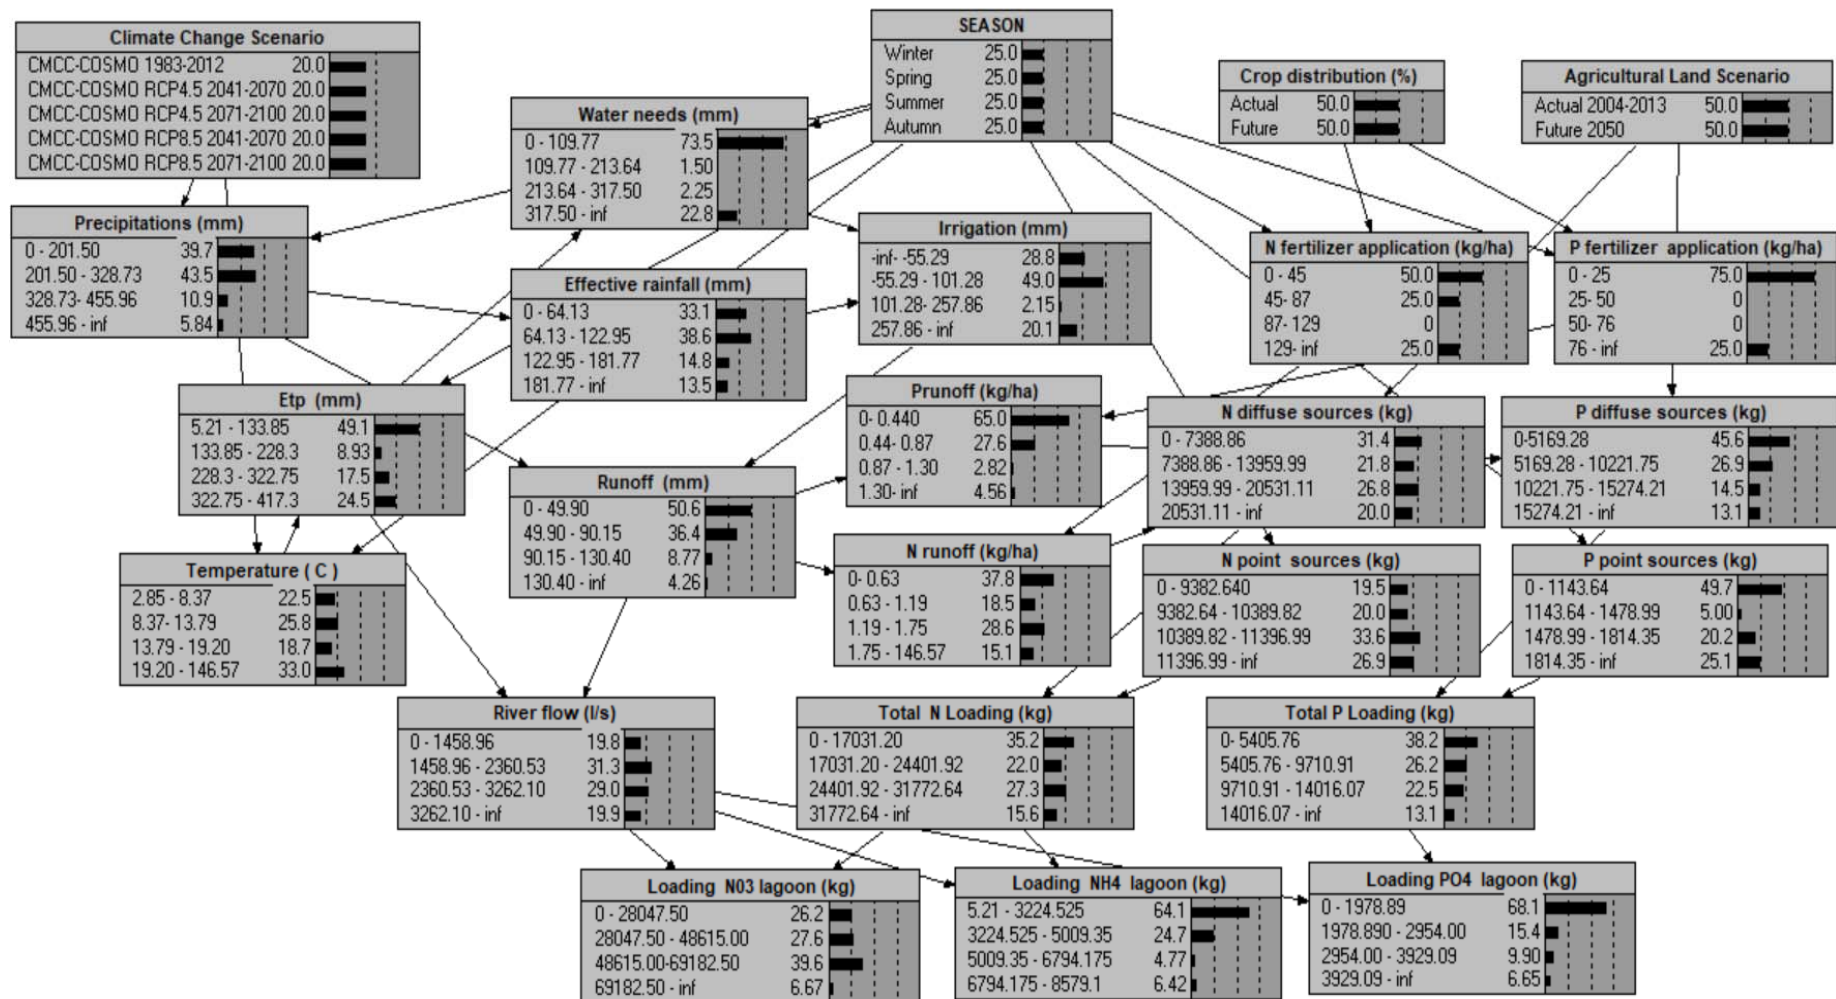 Climate Change Scenario
CMCC-COSMO 1983-2012 20.0
CMCC-COSMO RCP4.5 2041-2070 20.0
CMCC-COSMO RCP4.5 2071-2100 20.0
CMCC-COSMO RCP8.5 2041-2070 20.0
CMCC-COSMO RCP8.5 2071-2100 20.0
SEASON
Winter 25.0
Spring 25.0
Summer 25.0
Autumn 25.0
Crop distribution (%)
Actual 50.0
Future 50.0
Agricultural Land Scenario
Actual 2004-2013 50.0
Future 2050 50.0
Water needs (mm)
0 - 109.77 73.5
109.77 - 213.64 1.50
213.64 - 317.50 2.25
317.50 - inf 22.8
Precipitations (mm)
0 - 201.50 39.7
201.50 - 328.73 43.5
328.73- 455.96 10.9
455.96 - inf 5.84
Irrigation (mm)
-inf- -55.29 28.8
-55.29 - 101.28 49.0
101.28- 257.86 2.15
257.86 - inf 20.1
N fertilizer application (kg/ha)
0 - 45 50.0
45- 87 25.0
87- 129 0
129- inf 25.0
P fertilizer application (kg/ha)
0 - 25 75.0
25- 50 0
50- 76 0
76 - inf 25.0
Effective rainfall (mm)
0 - 64.13 33.1
64.13 - 122.95 38.6
122.95 - 181.77 14.8
181.77 - inf 13.5
Etp (mm)
5.21 - 133.85 49.1
133.85 - 228.3 8.93
228.3 - 322.75 17.5
322.75 - 417.3 24.5
Prunoff (kg/ha)
0- 0.440 65.0
0.44- 0.87 27.6
0.87 - 1.30 2.82
1.30- inf 4.56
N diffuse sources (kg)
0 - 7388.86 31.4
7388.86 - 13959.99 21.8
13959.99 - 20531.11 26.8
20531.11 - inf 20.0
P diffuse sources (kg)
0-5169.28 45.6
5169.28 - 10221.75 26.9
10221.75 - 15274.21 14.5
15274.21 - inf 13.1
Runoff (mm)
0 - 49.90 50.6
49.90 - 90.15 36.4
90.15 - 130.40 8.77
130.40 - inf 4.26
Temperature ( C )
2.85 - 8.37 22.5
8.37- 13.79 25.8
13.79 - 19.20 18.7
19.20 - 146.57 33.0
N runoff (kg/ha)
0- 0.63 37.8
0.63 - 1.19 18.5
1.19 - 1.75 28.6
1.75 - 146.57 15.1
N point sources (kg)
0 - 9382.640 19.5
9382.64 - 10389.82 20.0
10389.82 - 11396.99 33.6
11396.99 - inf 26.9
P point sources (kg)
0 - 1143.64 49.7
1143.64 - 1478.99 5.00
1478.99 - 1814.35 20.2
1814.35 - inf 25.1
River flow (l/s)
0 - 1458.96 19.8
1458.96 - 2360.53 31.3
2360.53 - 3262.10 29.0
3262.10 - inf 19.9
Total N Loading (kg)
0 - 17031.20 35.2
17031.20 - 24401.92 22.0
24401.92 - 31772.64 27.3
31772.64 - inf 15.6
Total P Loading (kg)
0- 5405.76 38.2
5405.76 - 9710.91 26.2
9710.91 - 14016.07 22.5
14016.07 - inf 13.1
Loading N03 lagoon (kg)
0 - 28047.50 26.2
28047.50 - 48615.00 27.6
48615.00-69182.50 39.6
69182.50 - inf 6.67
Loading NH4 lagoon (kg)
5.21 - 3224.525 64.1
3224.525 - 5009.35 24.7
5009.35 - 6794.175 4.77
6794.175 - 8579.1 6.42
Loading PO4 lagoon (kg)
0 - 1978.89 68.1
1978.890 - 2954.00 15.4
2954.00 - 3929.09 9.90
3929.09 - inf 6.65